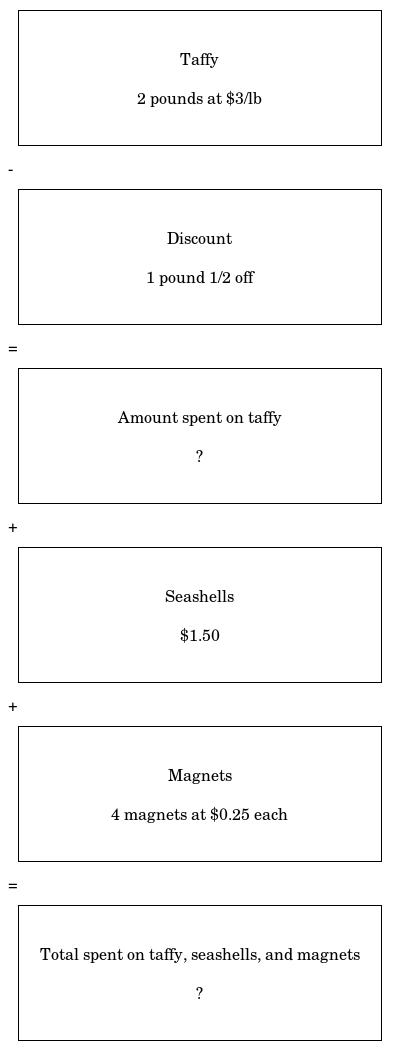 Taffy
2 pounds at $3/lb
-
Discount
1 pound 1/2 off
=
Amount spent on taffy
?
+
Seashells
$1.50
+
Magnets
4 magnets at $0.25 each
=
Total spent on taffy, seashells, and magnets
?